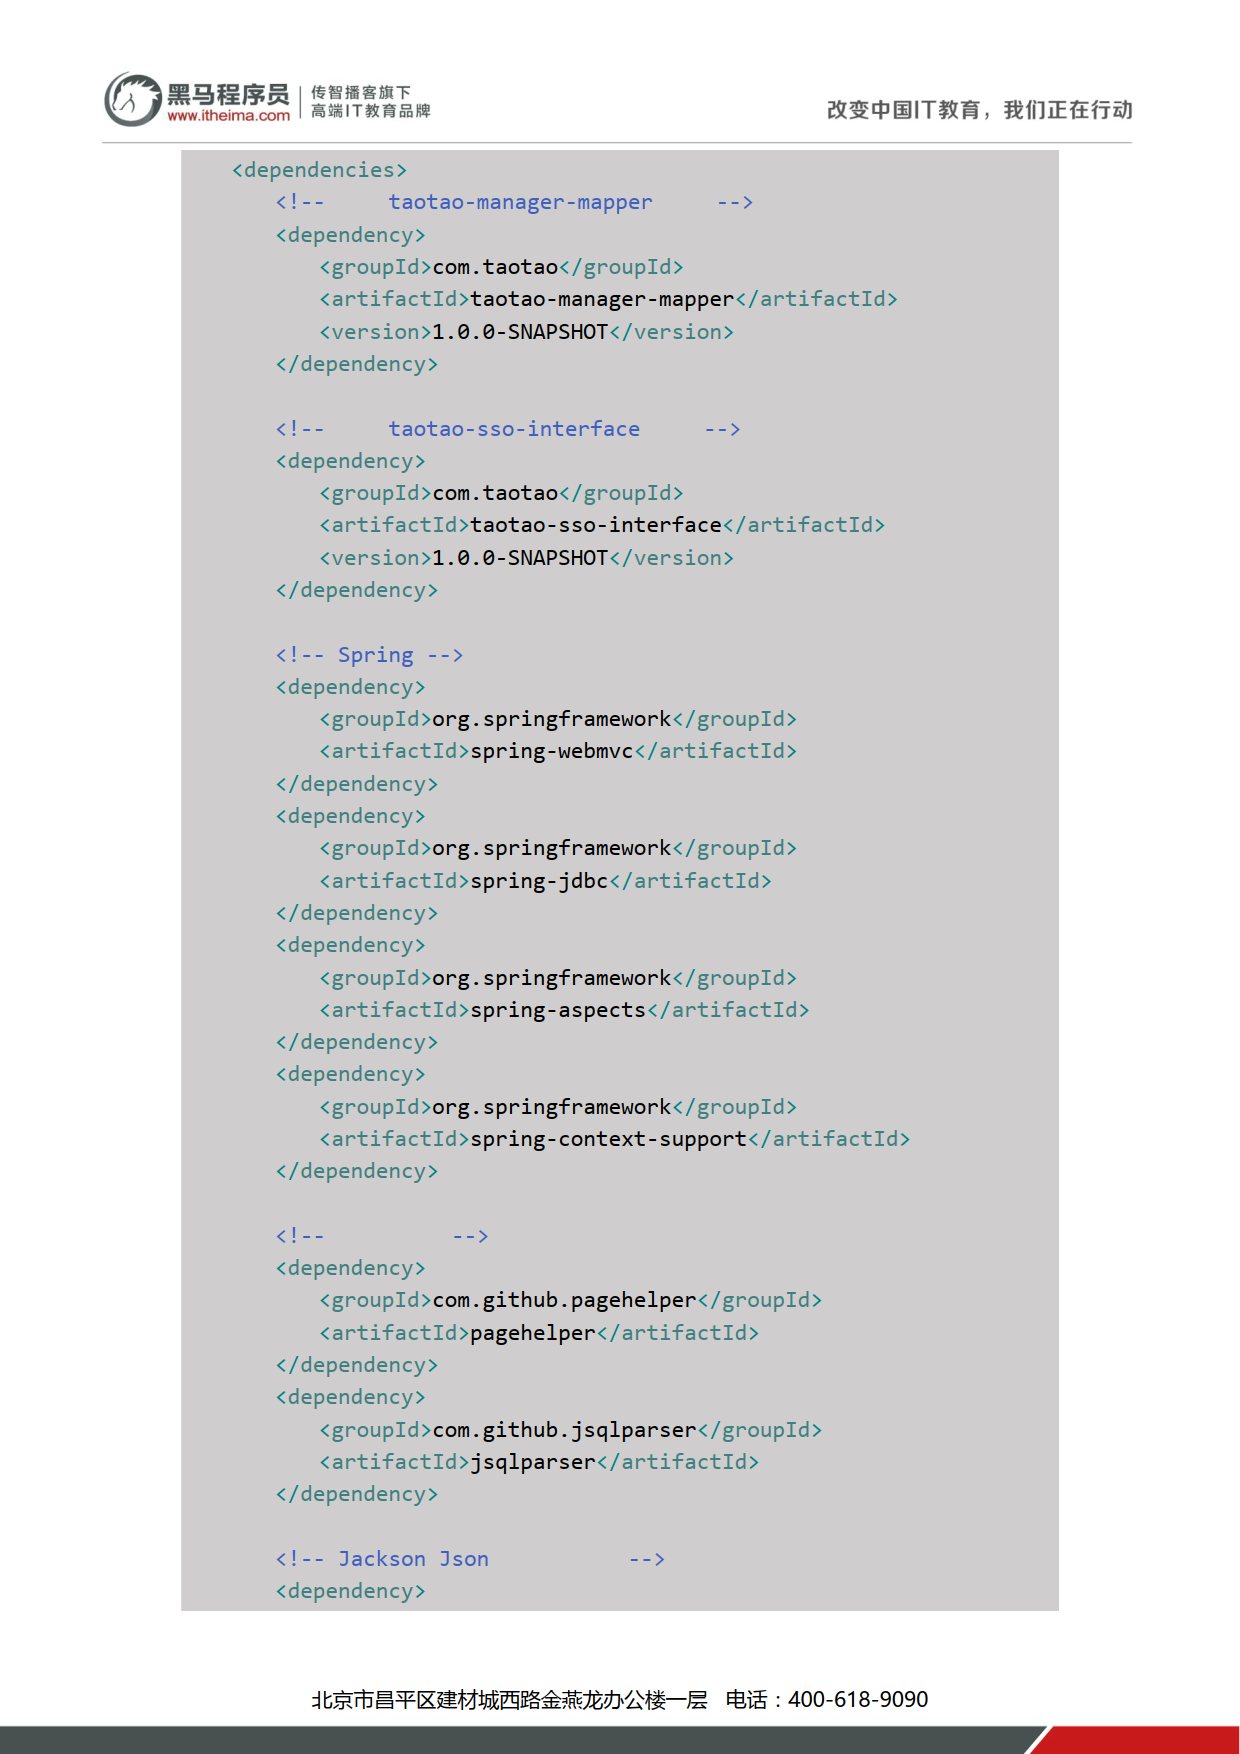 黑马程序员
www.itheima.com
传智播客旗下
高端IT教育品牌
改变中国IT教育，我们正在行动
<dependencies>
<!-- taotao-manager-mapper -->
<dependency>
<groupId>com.taotao</groupId>
<artifactId>taotao-manager-mapper</artifactId>
<version>1.0.0-SNAPSHOT</version>
</dependency>
<!-- taotao-sso-interface -->
<dependency>
<groupId>com.taotao</groupId>
<artifactId>taotao-sso-interface</artifactId>
<version>1.0.0-SNAPSHOT</version>
</dependency>
<!-- Spring -->
<dependency>
<groupId>org.springframework</groupId>
<artifactId>spring-webmvc</artifactId>
</dependency>
<dependency>
<groupId>org.springframework</groupId>
<artifactId>spring-jdbc</artifactId>
</dependency>
<dependency>
<groupId>org.springframework</groupId>
<artifactId>spring-aspects</artifactId>
</dependency>
<dependency>
<groupId>org.springframework</groupId>
<artifactId>spring-context-support</artifactId>
</dependency>
<!-- -->
<dependency>
<groupId>com.github.pagehelper</groupId>
<artifactId>pagehelper</artifactId>
</dependency>
<dependency>
<groupId>com.github.jsqlparser</groupId>
<artifactId>jsqlparser</artifactId>
</dependency>
<!-- Jackson Json -->
<dependency>
北京市昌平区建材城西路金燕龙办公楼一层 电话：400-618-9090